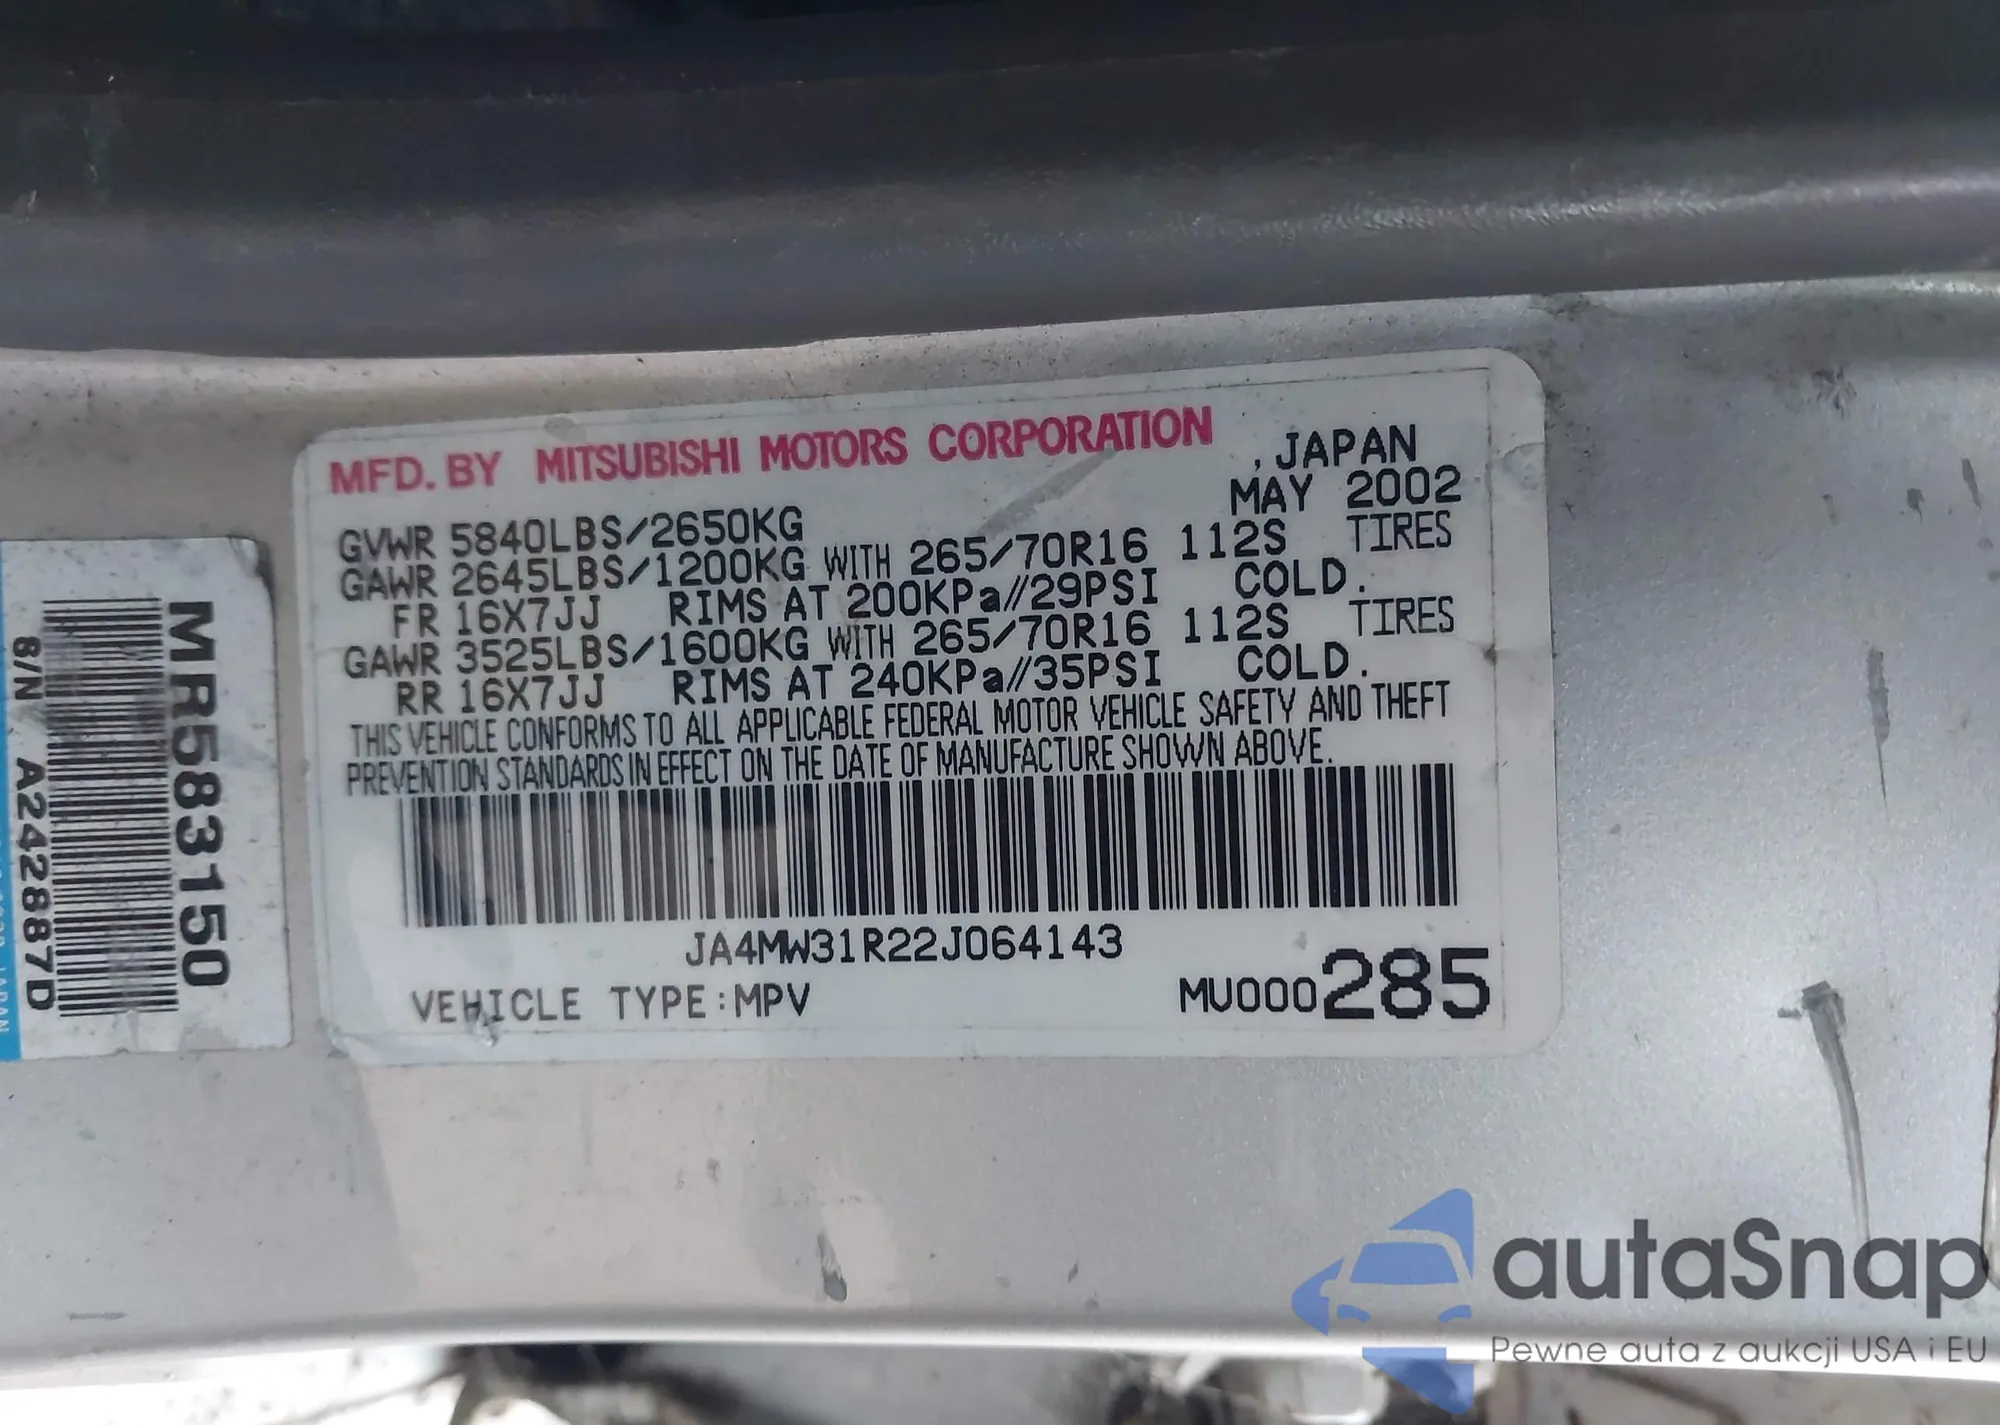 MFD. BY MITSUBISHI MOTORS CORPORATION
, JAPAN
MAY 2002
GVWR 5840LBS/2650KG
GAWR 2645LBS/1200KG WITH 265/70R16 112S TIRES
FR 16X7JJ RIMS AT 200KPa//29PSI COLD.
GAWR 3525LBS/1600KG WITH 265/70R16 112S TIRES
RR 16X7JJ RIMS AT 240KPa//35PSI COLD.
THIS VEHICLE CONFORMS TO ALL APPLICABLE FEDERAL MOTOR VEHICLE SAFETY AND THEFT
PREVENTION STANDARDS IN EFFECT ON THE DATE OF MANUFACTURE SHOWN ABOVE.
JA4MW31R22J064143
VEHICLE TYPE:MPV
MU000285
MR583150
S/N A242887D
autaSnap
Pewne auta z aukcji USA i EU